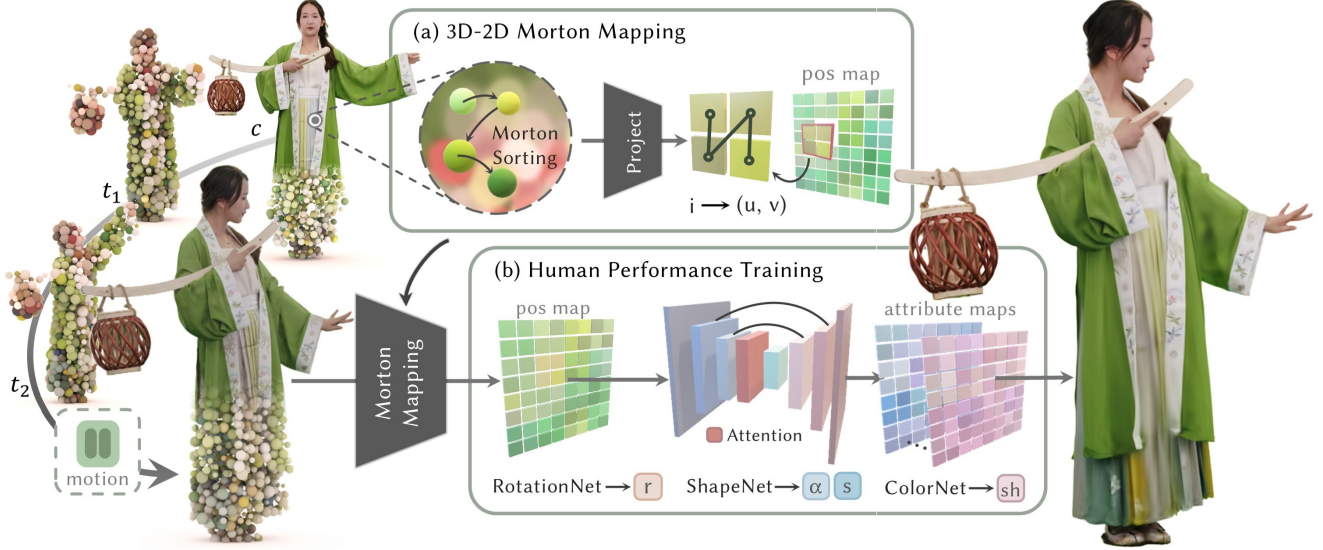 (a) 3D-2D Morton Mapping
pos map
c
Morton
Sorting
Project
t1
i → (u, v)
(b) Human Performance Training
pos map
attribute maps
Morton
Mapping
t2
Attention
...
motion
RotationNet → r
ShapeNet → α s
ColorNet → sh